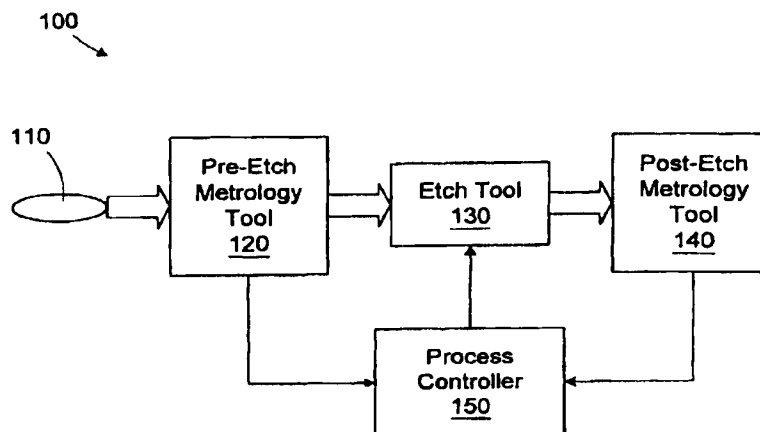 100
110
Pre-Etch
Metrology
Tool
120
Etch Tool
130
Post-Etch
Metrology
Tool
140
Process
Controller
150